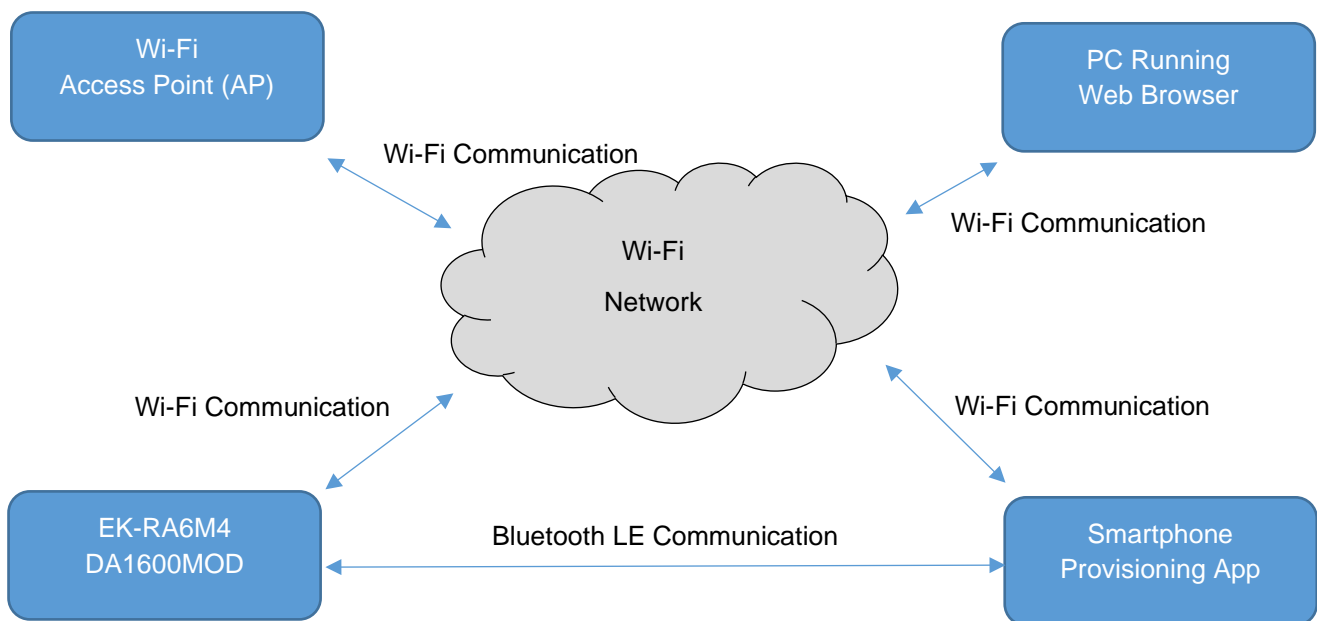 Wi-Fi
Access Point (AP)
PC Running
Web Browser
Wi-Fi Communication
Wi-Fi Communication
Wi-Fi
Network
Wi-Fi Communication
Wi-Fi Communication
EK-RA6M4
DA1600MOD
Bluetooth LE Communication
Smartphone
Provisioning App